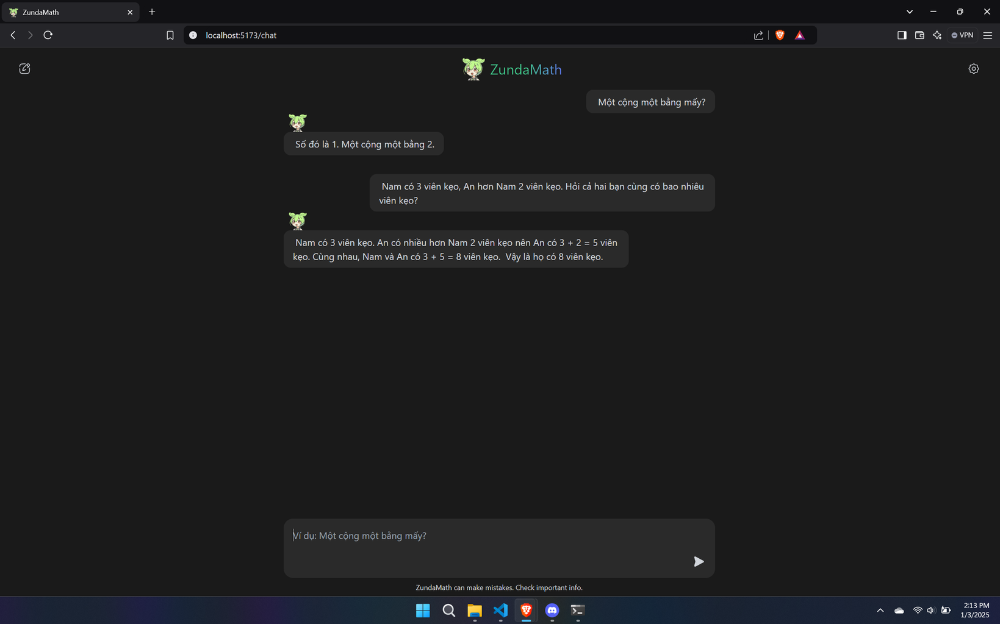 ZundaMath
localhost:5173/chat
VPN
ZundaMath
Một cộng một bằng mấy?
Số đó là 1. Một cộng một bằng 2.
Nam có 3 viên kẹo, An hơn Nam 2 viên kẹo. Hỏi cả hai bạn cùng có bao nhiêu
viên kẹo?
Nam có 3 viên kẹo. An có nhiều hơn Nam 2 viên kẹo nên An có 3 + 2 = 5 viên
kẹo. Cùng nhau, Nam và An có 3 + 5 = 8 viên kẹo. Vậy là họ có 8 viên kẹo.
Ví dụ: Một cộng một bằng mấy?
ZundaMath can make mistakes. Check important info.
2:13 PM
1/3/2025